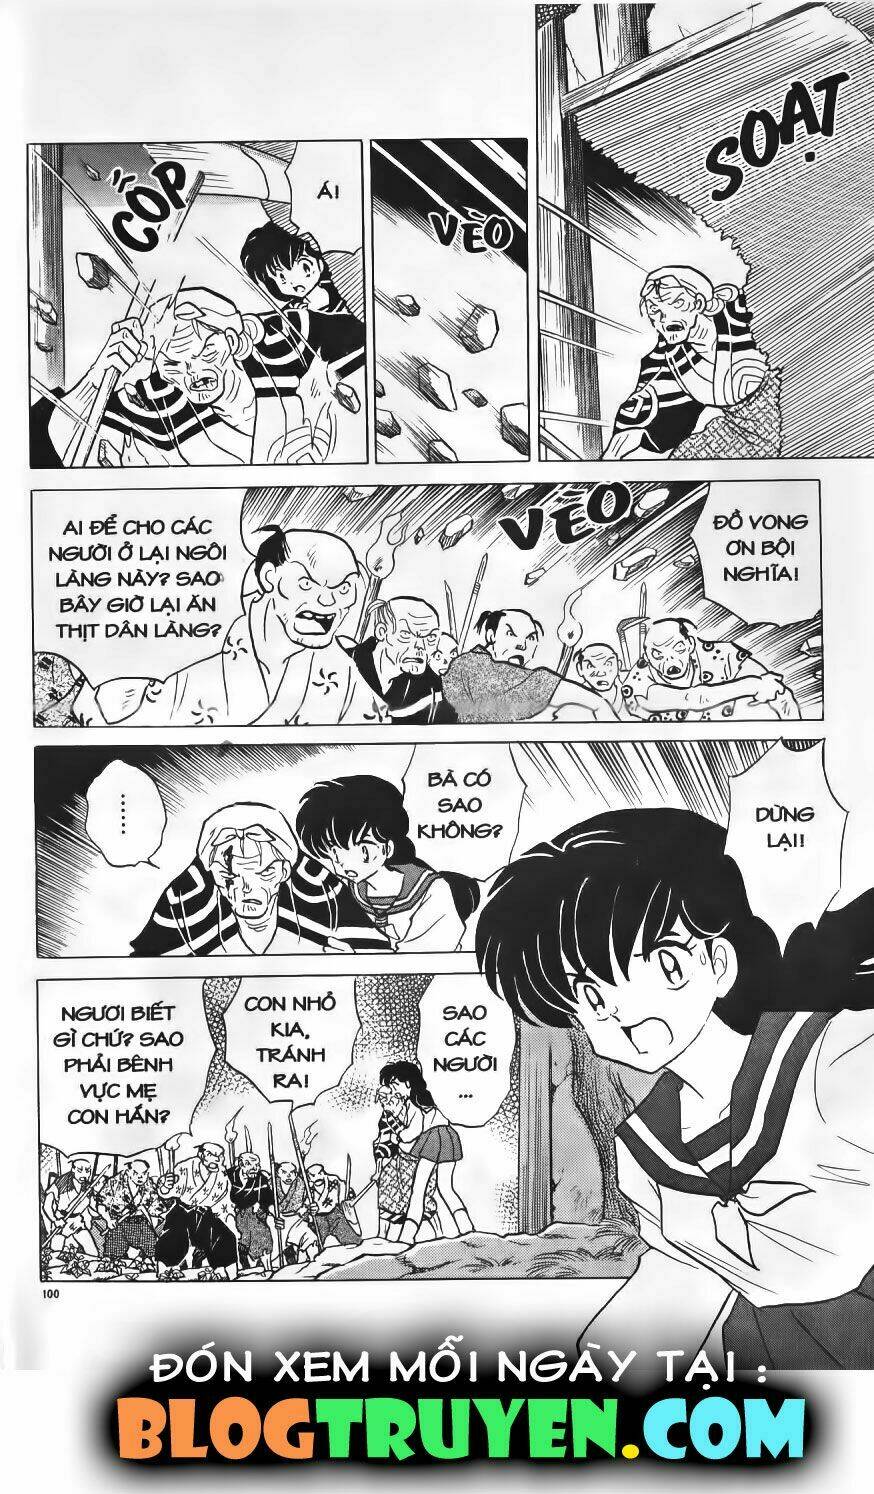 SOẠT
VÈO
Á!
CỐP
ĐỒ VONG
ƠN BỘI
NGHĨA!
VÈO
AI ĐỂ CHO CÁC
NGƯỜI Ở LẠI NGÔI
LÀNG NÀY? SAO
BÂY GIỜ LẠI ĂN
THỊT DÂN LÀNG?
DỪNG
LẠI!
BÀ CÓ
SAO
KHÔNG?
......
SAO
CÁC
NGƯỜI
...
CON NHỎ
KIA,
TRÁNH
RA!
NGƯƠI BIẾT
GÌ CHỨ? SAO
PHẢI BÊNH
VỰC MẸ
CON HẮN?
100
ĐÓN XEM MỖI NGÀY TẠI :
BLOGTRUYEN.COM